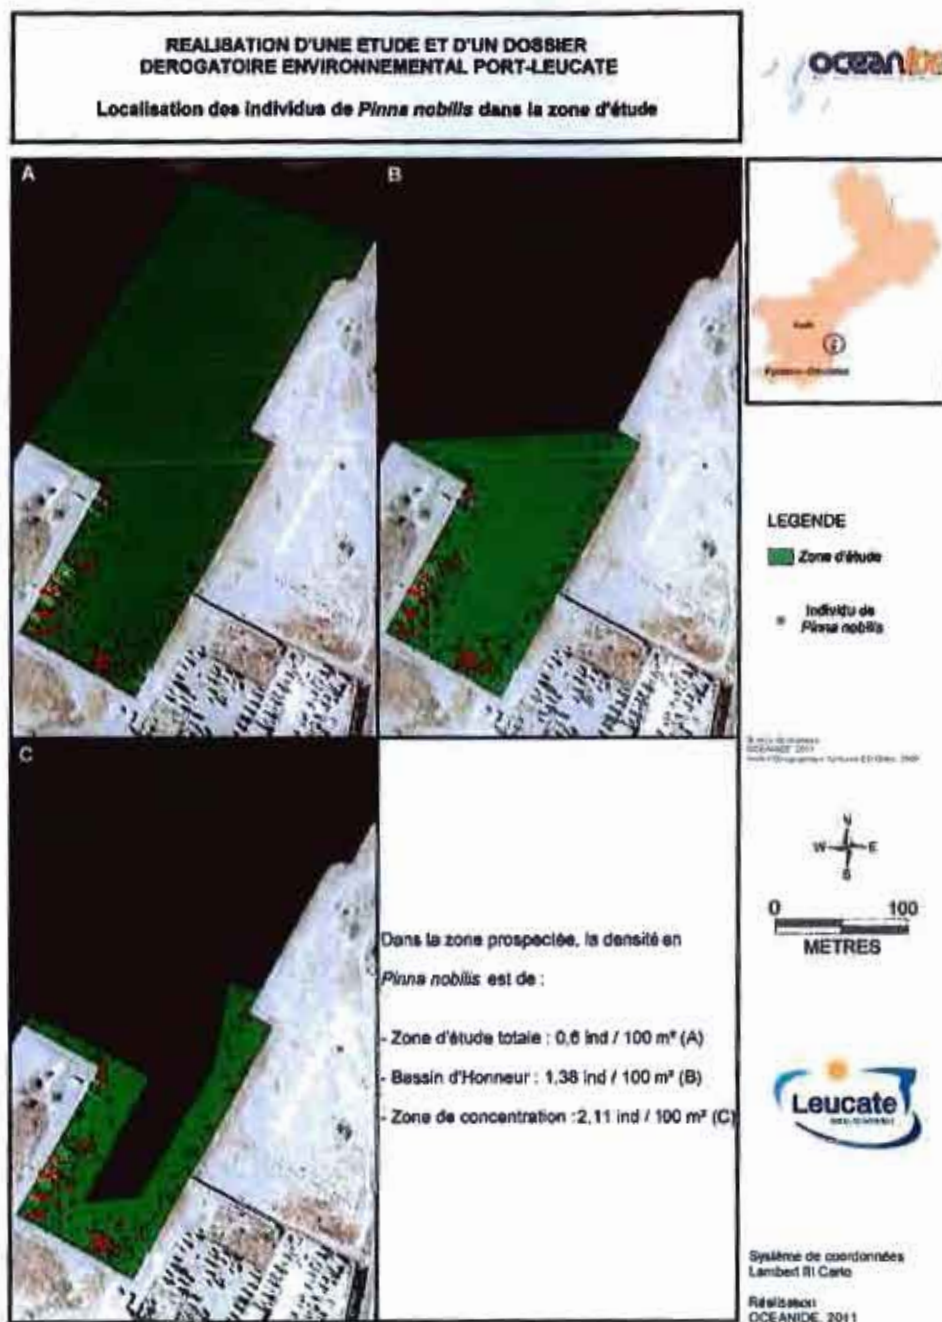 REALISATION D'UNE ETUDE ET D'UN DOSSIER
DEROGATOIRE ENVIRONNEMENTAL PORT-LEUCATE
Localisation des individus de Pinna nobilis dans la zone d'étude
A
B
C
LEGENDE
Zone d'étude
Individu de
Pinna nobilis
N
W E
S
0 100
METRES
Dans la zone prospectée, la densité en
Pinna nobilis est de :
- Zone d'étude totale : 0,6 ind / 100 m² (A)
- Bassin d'Honneur : 1,38 ind / 100 m² (B)
- Zone de concentration : 2,11 ind / 100 m² (C)
Leucate
Système de coordonnées
Lambert III Carto
Réalisation
OCEANIDE, 2011